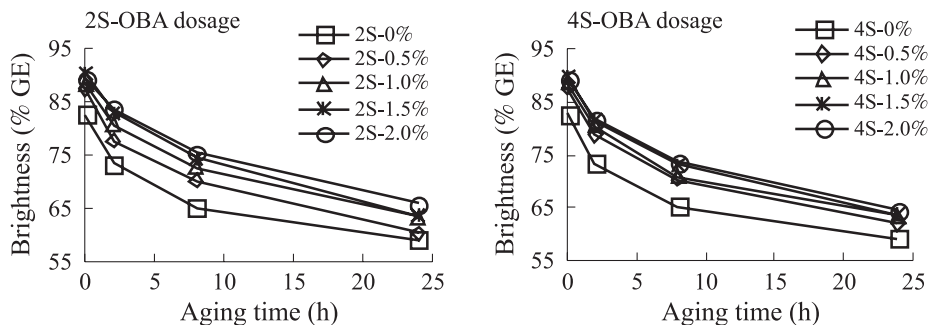 2S-OBA dosage
95
85
75
65
55
0
5
10
15
20
25
Brightness (% GE)
Aging time (h)
2S-0%
2S-0.5%
2S-1.0%
2S-1.5%
2S-2.0%
4S-OBA dosage
95
85
75
65
55
0
5
10
15
20
25
Brightness (% GE)
Aging time (h)
4S-0%
4S-0.5%
4S-1.0%
4S-1.5%
4S-2.0%